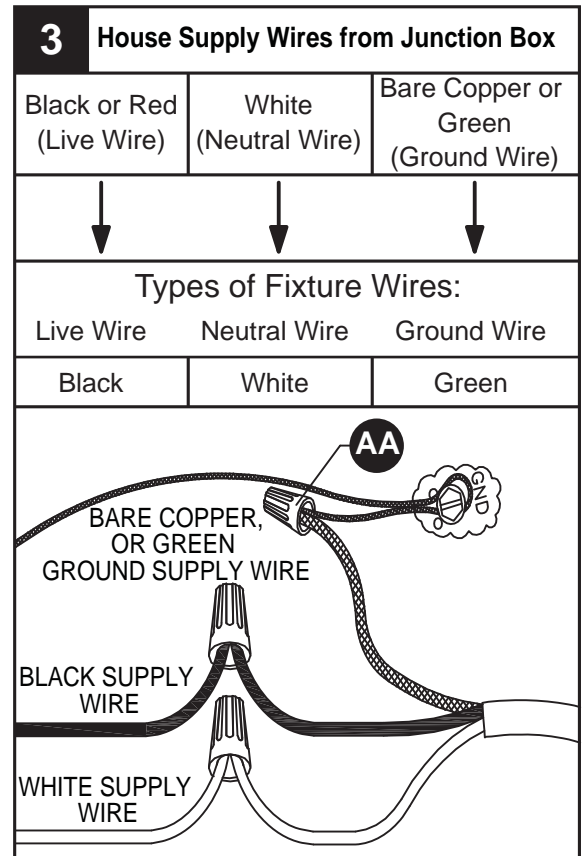 3 House Supply Wires from Junction Box
Black or Red
(Live Wire)
White
(Neutral Wire)
Bare Copper or
Green
(Ground Wire)
Types of Fixture Wires:
Live Wire Neutral Wire Ground Wire
Black White Green
AA
GND
BARE COPPER,
OR GREEN
GROUND SUPPLY WIRE
BLACK SUPPLY
WIRE
WHITE SUPPLY
WIRE